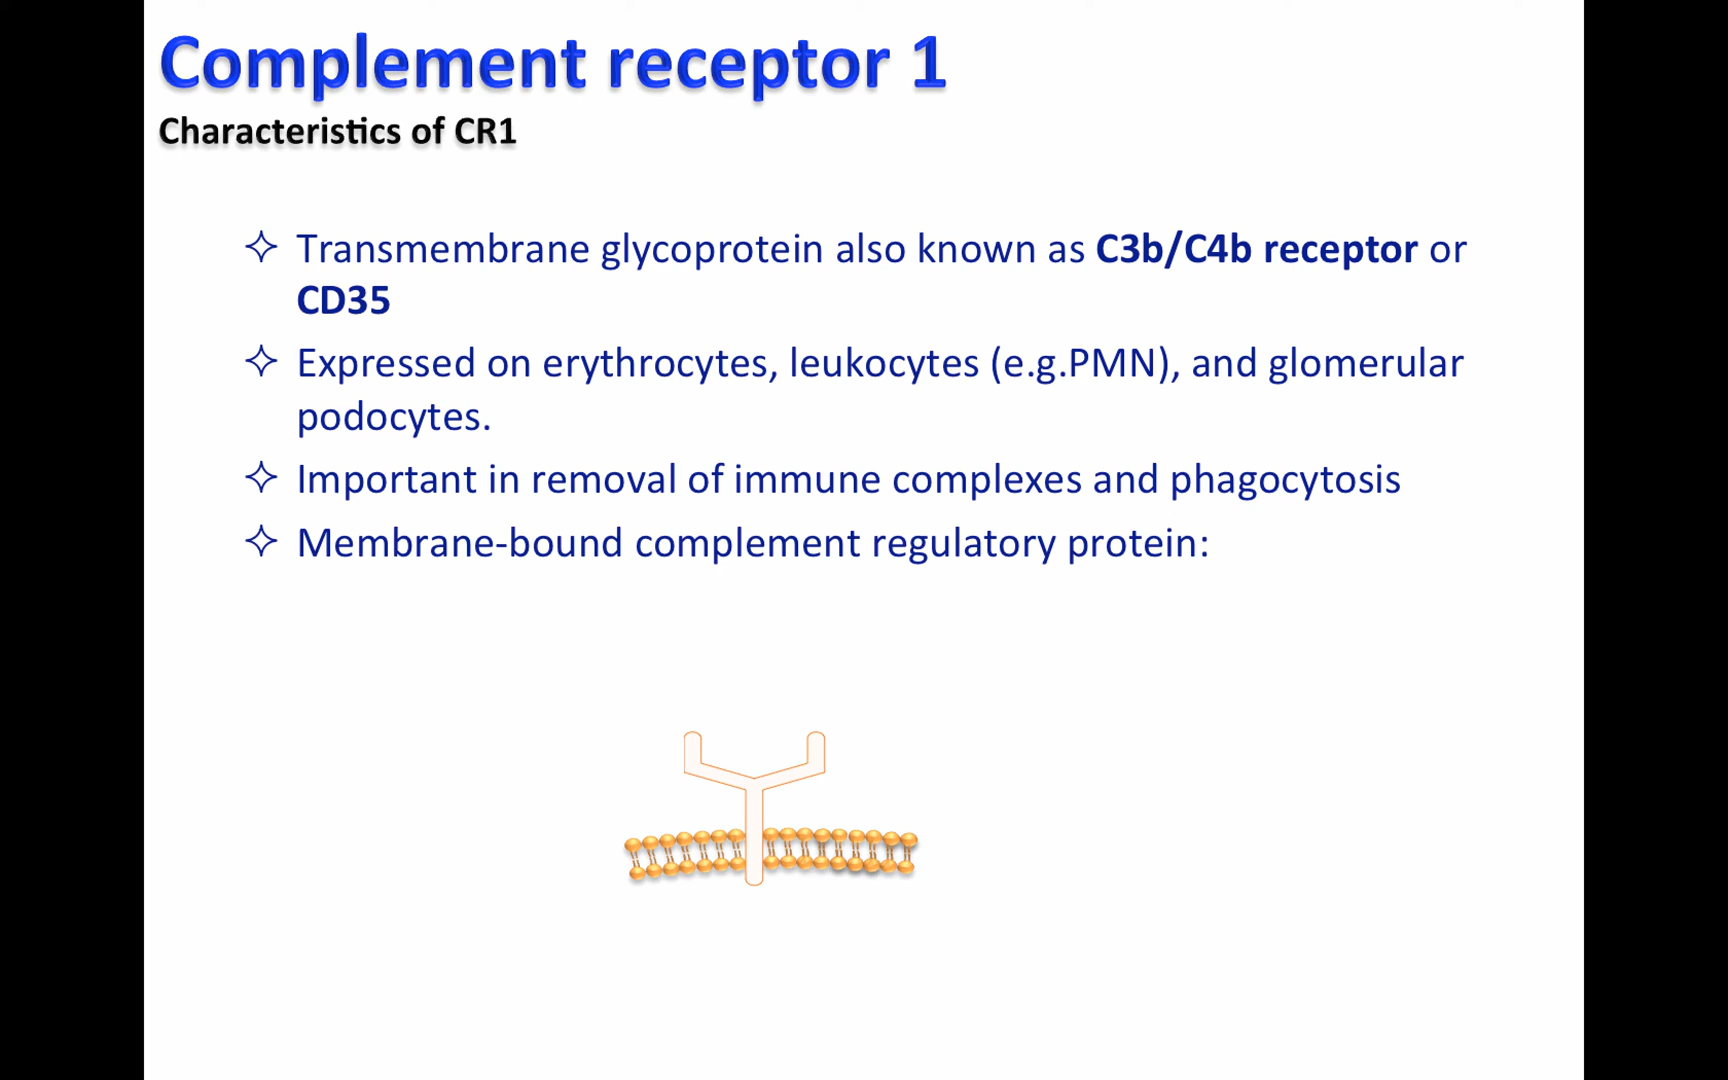 Complement receptor 1
Characteristics of CR1
Transmembrane glycoprotein also known as C3b/C4b receptor or
CD35
Expressed on erythrocytes, leukocytes (e.g.PMN), and glomerular
podocytes.
Important in removal of immune complexes and phagocytosis
Membrane-bound complement regulatory protein: